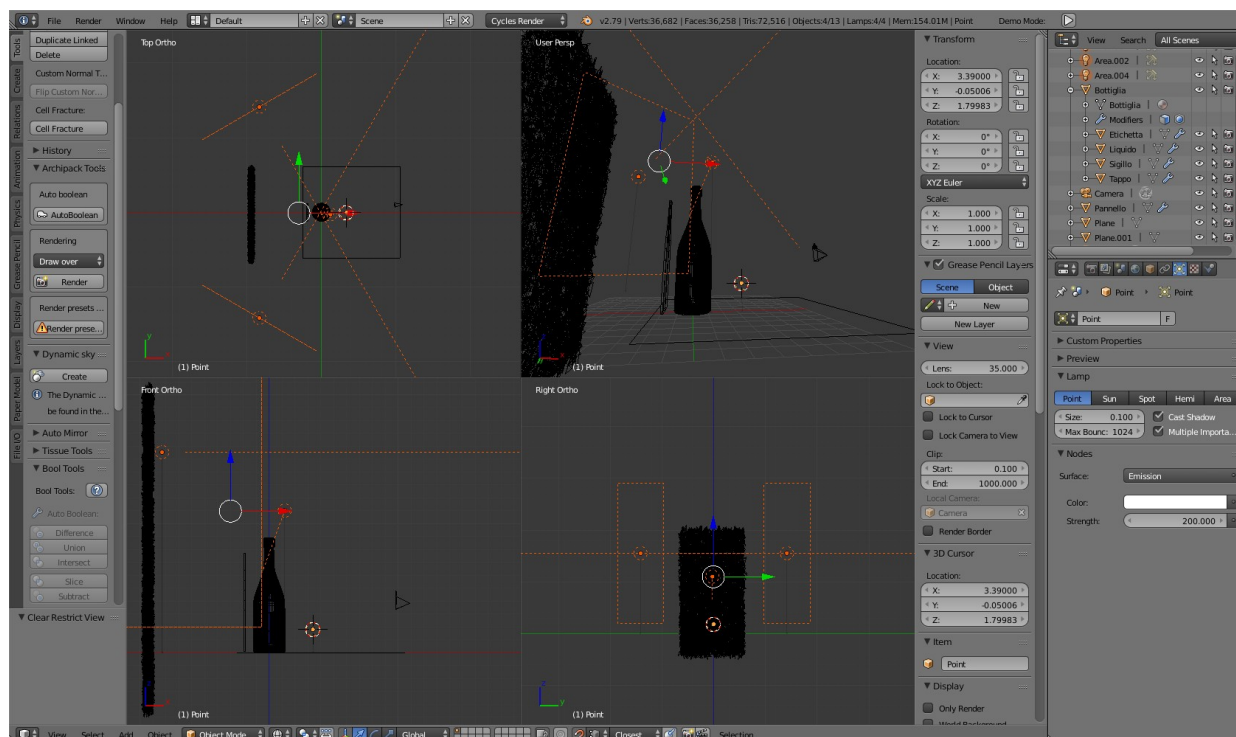 File Render Window Help Default Scene Cycles Render v2.79 | Verts:36,682 | Faces:36,258 | Tris:72,516 | Objects:4/13 | Lamps:4/4 | Mem:154.01M | Point Demo Mode:
Tools
Create
Relations
Animation
Physics
Grease Pencil
Display
Layers
Paper Model
File I/O
Duplicate Linked
Delete
Custom Normal T...
Flip Custom Nor...
Cell Fracture:
Cell Fracture
History
Archipack Tools
Auto boolean
AutoBoolean
Rendering
Draw over
Render
Render presets ...
Render prese...
Dynamic sky
Create
The Dynamic ...
be found in the...
Auto Mirror
Tissue Tools
Bool Tools
Bool Tools:
Auto Boolean:
Difference
Union
Intersect
Slice
Subtract
Clear Restrict View
Top Ortho
(1) Point
User Persp
(1) Point
Front Ortho
(1) Point
Right Ortho
(1) Point
Transform
Location:
X: 3.39000
Y: -0.05006
Z: 1.79983
Rotation:
X: 0°
Y: 0°
Z: 0°
XYZ Euler
Scale:
X: 1.000
Y: 1.000
Z: 1.000
Grease Pencil Layers
Scene Object
New
New Layer
View
Lens: 35.000
Lock to Object:
Lock to Cursor
Lock Camera to View
Clip:
Start: 0.100
End: 1000.000
Local Camera:
Camera
Render Border
3D Cursor
Location:
X: 3.39000
Y: -0.05006
Z: 1.79983
Item
Point
Display
Only Render
World Background
View Search All Scenes
Area.002
Area.004
Bottiglia
Bottiglia
Modifiers
Etichetta
Liquido
Sigillo
Tappo
Camera
Pannello
Plane
Plane.001
Point Point
Point F
Custom Properties
Preview
Lamp
Point Sun Spot Hemi Area
Size: 0.100 Cast Shadow
Max Bounc: 1024 Multiple Importa...
Nodes
Surface: Emission
Color:
Strength: 200.000
View Select Add Object Object Mode Global Closest Selection